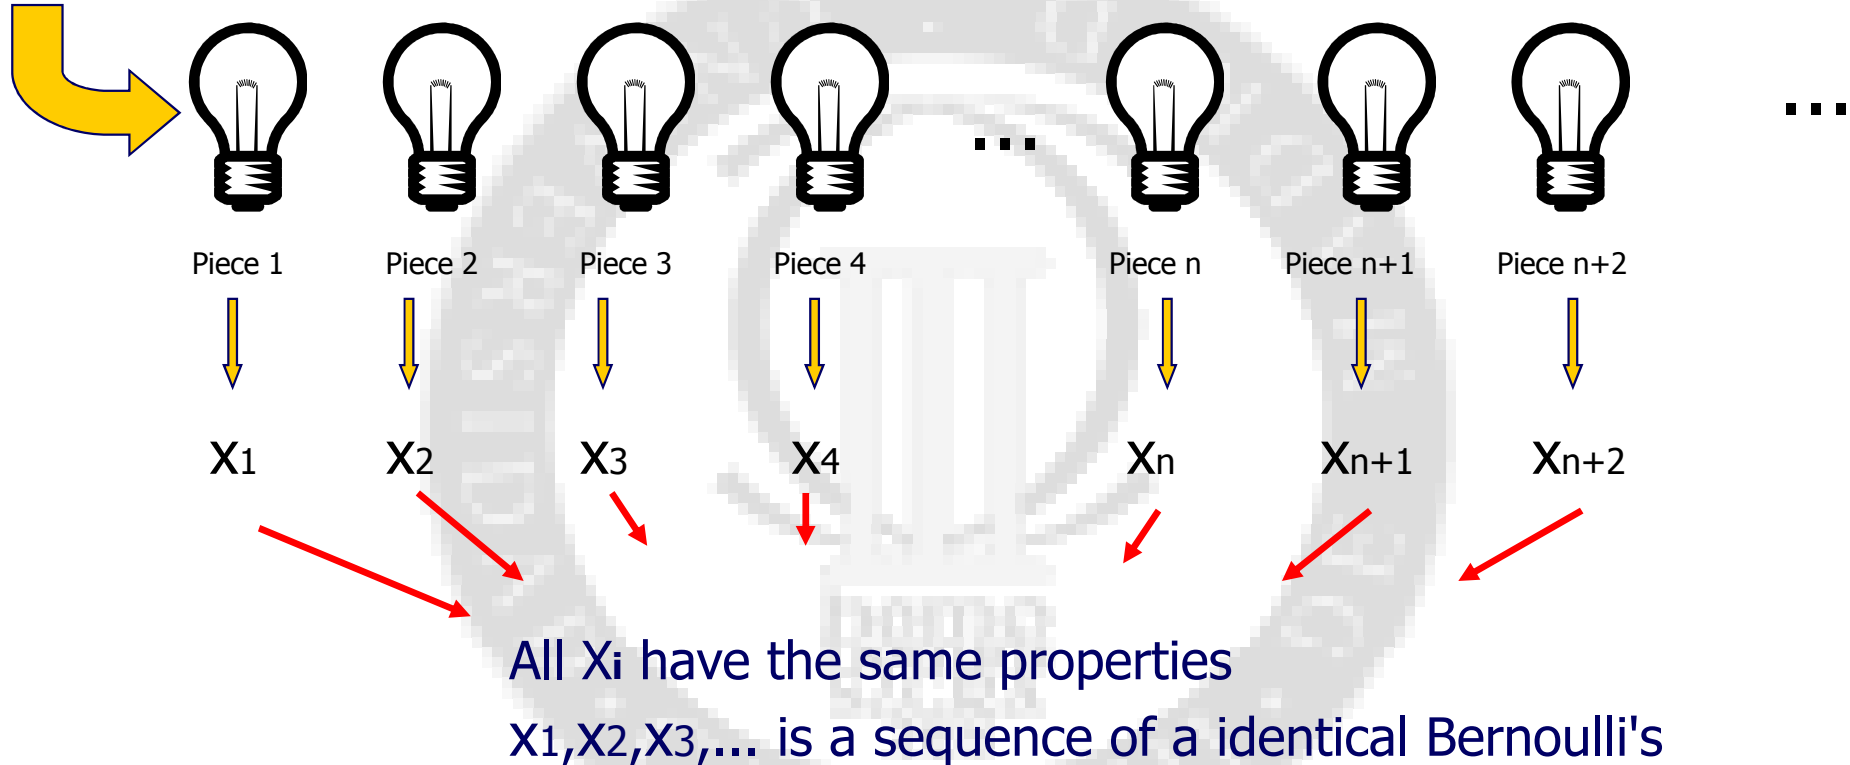 ... ...
Piece 1 Piece 2 Piece 3 Piece 4 Piece n Piece n+1 Piece n+2
X1 X2 X3 X4 Xn Xn+1 Xn+2
All Xi have the same properties
X1,X2,X3,... is a sequence of a identical Bernoulli's